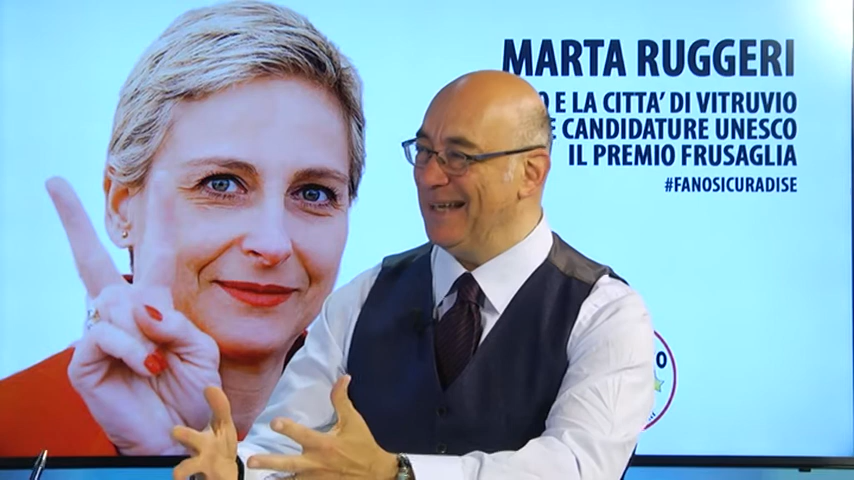 MARTA RUGGERI
O E LA CITTA' DI VITRUVIO
E CANDIDATURE UNESCO
IL PREMIO FRUSAGLIA
#FANOSICURADISE